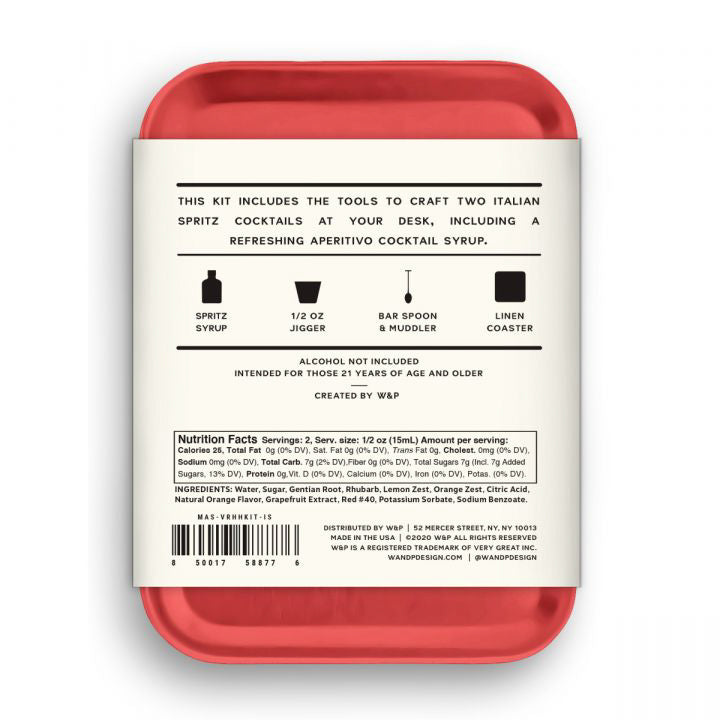 THIS KIT INCLUDES THE TOOLS TO CRAFT TWO ITALIAN
SPRITZ COCKTAILS AT YOUR DESK, INCLUDING A
REFRESHING APERITIVO COCKTAIL SYRUP.
SPRITZ
SYRUP
1/2 OZ
JIGGER
BAR SPOON
& MUDDLER
LINEN
COASTER
ALCOHOL NOT INCLUDED
INTENDED FOR THOSE 21 YEARS OF AGE AND OLDER
CREATED BY W&P
Nutrition Facts Servings: 2, Serv. size: 1/2 oz (15mL) Amount per serving:
Calories 25, Total Fat 0g (0% DV), Sat. Fat 0g (0% DV), Trans Fat 0g, Cholest. 0mg (0% DV),
Sodium 0mg (0% DV), Total Carb. 7g (2% DV),Fiber 0g (0% DV), Total Sugars 7g (Incl. 7g Added
Sugars, 13% DV), Protein 0g,Vit. D (0% DV), Calcium (0% DV), Iron (0% DV), Potas. (0% DV).
INGREDIENTS: Water, Sugar, Gentian Root, Rhubarb, Lemon Zest, Orange Zest, Citric Acid,
Natural Orange Flavor, Grapefruit Extract, Red #40, Potassium Sorbate, Sodium Benzoate.
MAS-VRHHKIT-IS
8 50017 58877 6
DISTRIBUTED BY W&P | 52 MERCER STREET, NY, NY 10013
MADE IN THE USA | ©2020 W&P ALL RIGHTS RESERVED
W&P IS A REGISTERED TRADEMARK OF VERY GREAT INC.
WANDPDESIGN.COM | @WANDPDESIGN